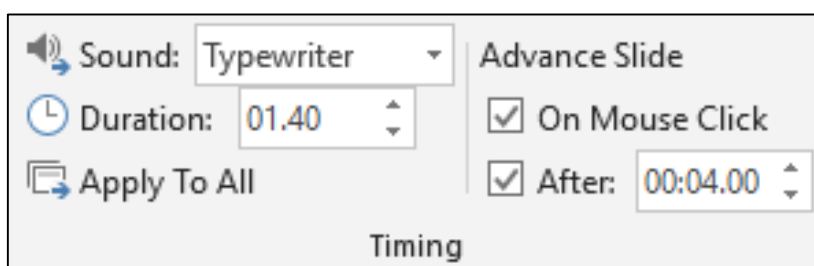 Sound: Typewriter
Duration: 01.40
Apply To All
Advance Slide
On Mouse Click
After: 00:04.00
Timing